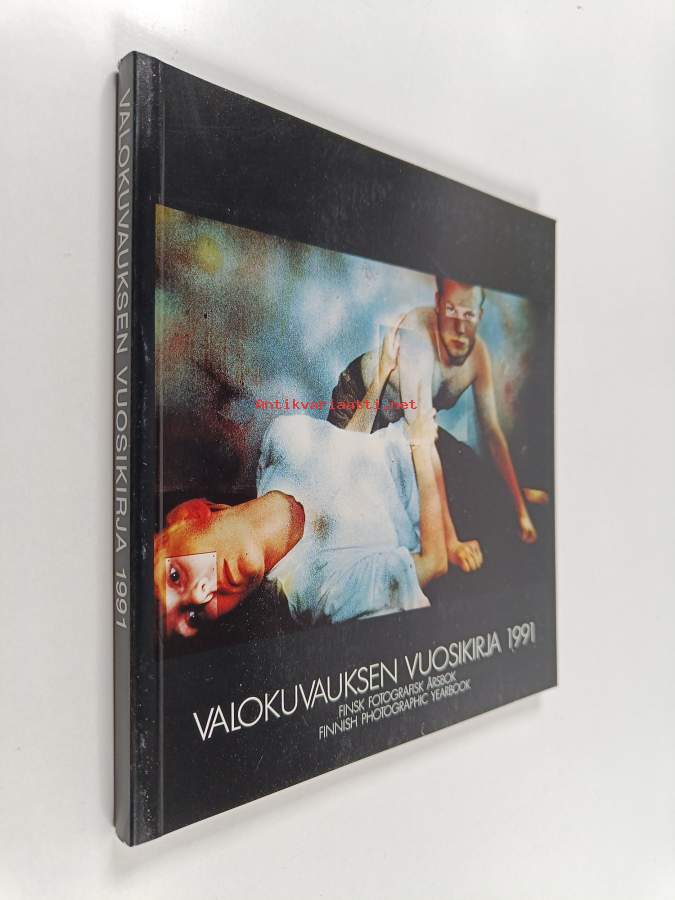 VALOKUVAUKSEN VUOSIKIRJA 1991
Antikvariaatti.net
VALOKUVAUKSEN VUOSIKIRJA 1991
FINSK FOTOGRAFISK ÅRSBOK
FINNISH PHOTOGRAPHIC YEARBOOK